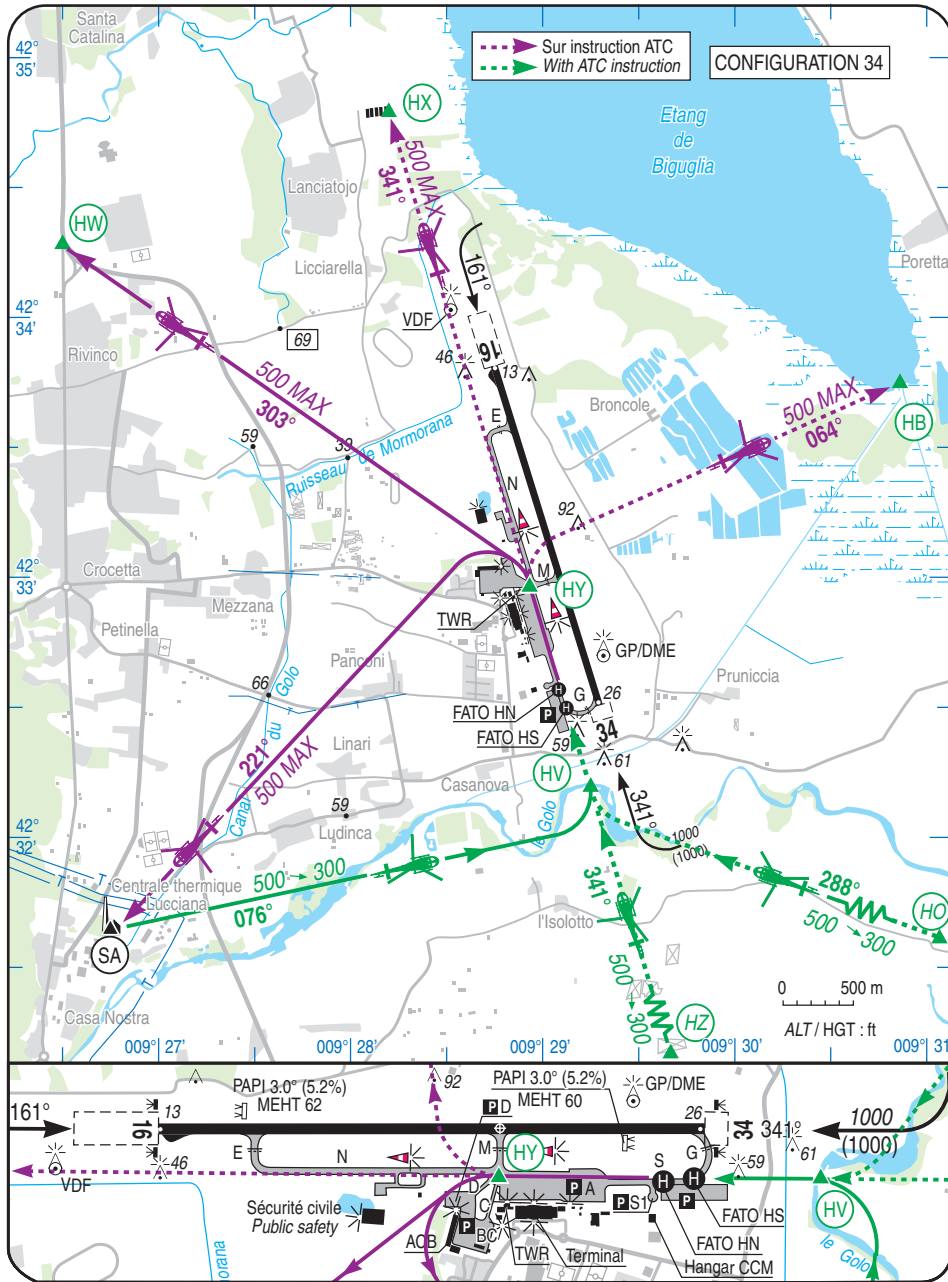 Santa
Catalina
42°
35'
Sur instruction ATC
With ATC instruction
CONFIGURATION 34
HX
Etang
de
Biguglia
500 MAX
341°
Lanciatojo
HW
Licciarella
161°
Poretta
VDF
42°
34'
69
Rivinco
16
46
13
500 MAX
303°
Broncole
500 MAX
064°
HB
E
59
39
Ruisseau de Mormorana
N
92
42°
33'
Crocetta
M
HY
Mezzana
TWR
Petinella
GP/DME
Panconi
Pruniccia
66
Golo
H
G
26
FATO HN
H
P
FATO HS
34
59
du
61
Linari
221°
500 MAX
HV
Casanova
341°
Canal
59
le Golo
42°
32'
Ludinca
1000
(1000)
500 → 300
076°
288°
500 → 300
HO
Centrale thermique
Lucciana
341°
l'Isolotto
SA
500 → 300
0 500 m
HZ
ALT / HGT : ft
Casa Nostra
009° 27'
009° 28'
009° 29'
009° 30'
009° 31'
161°
13
PAPI 3.0° (5.2%)
MEHT 62
92
PAPI 3.0° (5.2%)
MEHT 60
GP/DME
P D
26
16
34
341°
1000
(1000)
E
N
M
HY
S
G
46
59
61
VDF
D
P A
H
H
HV
Sécurité civile
Public safety
C
P S1
P
FATO HS
P
BC
AOB
TWR
Terminal
FATO HN
Hangar CCM
le Golo
morana